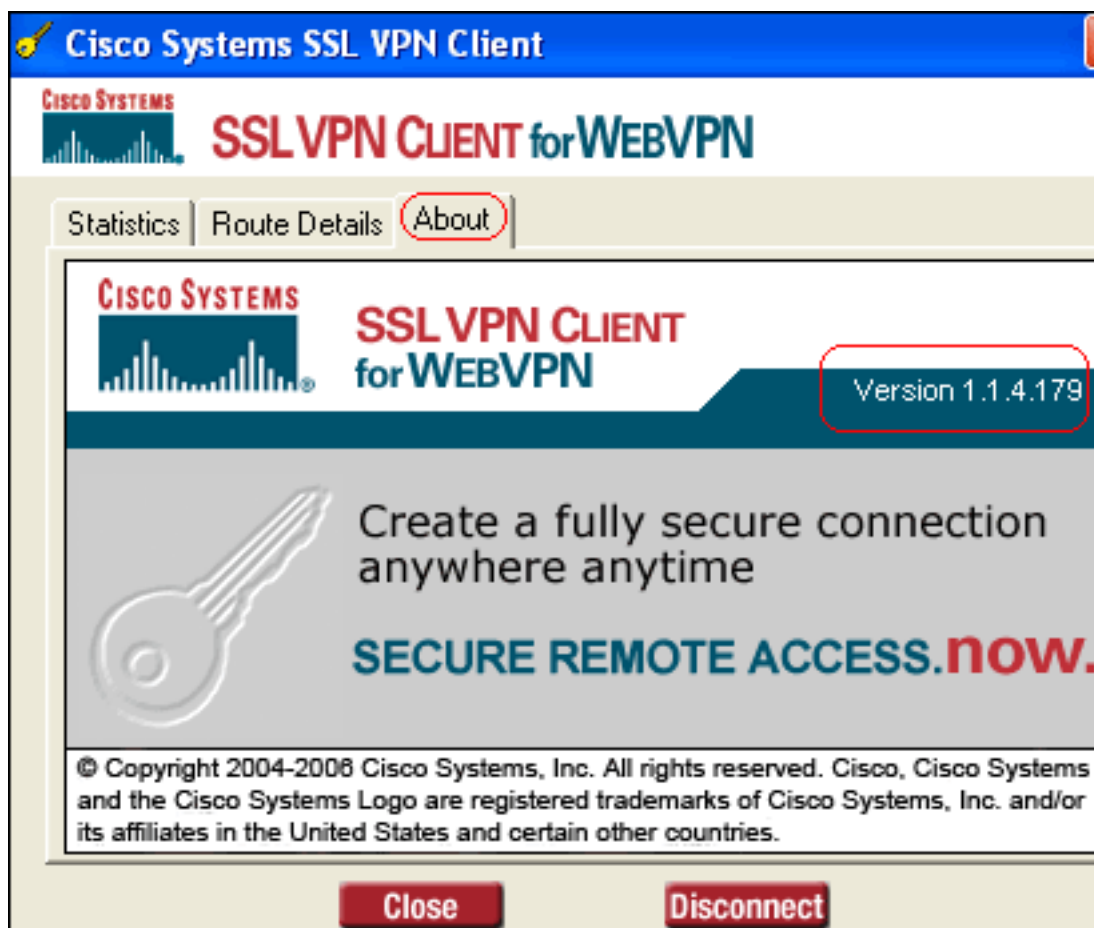 Cisco Systems SSL VPN Client
CISCO SYSTEMS
SSL VPN CLIENT for WEBVPN
Statistics
Route Details
About
CISCO SYSTEMS
SSL VPN CLIENT
for WEBVPN
Version 1.1.4.179
Create a fully secure connection
anywhere anytime
SECURE REMOTE ACCESS.now.
© Copyright 2004-2006 Cisco Systems, Inc. All rights reserved. Cisco, Cisco Systems
and the Cisco Systems Logo are registered trademarks of Cisco Systems, Inc. and/or
its affiliates in the United States and certain other countries.
Close
Disconnect